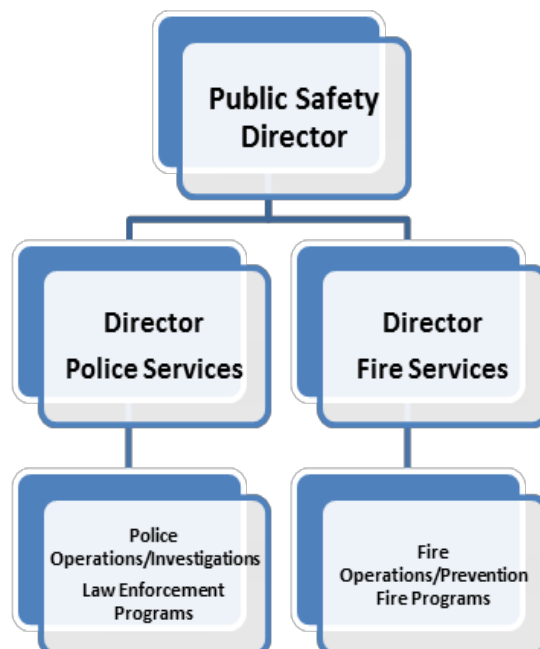 Public Safety
Director
Director
Police Services
Director
Fire Services
Police
Operations/Investigations
Law Enforcement
Programs
Fire
Operations/Prevention
Fire Programs